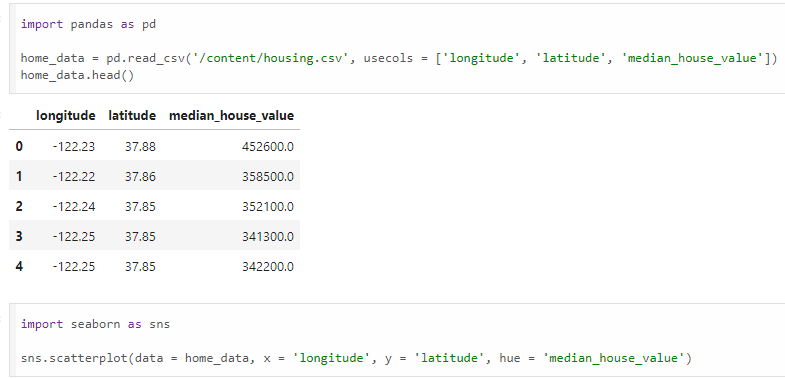 import pandas as pd
home_data = pd.read_csv('/content/housing.csv', usecols = ['longitude', 'latitude', 'median_house_value'])
home_data.head()
longitude latitude median_house_value
0 -122.23 37.88 452600.0
1 -122.22 37.86 358500.0
2 -122.24 37.85 352100.0
3 -122.25 37.85 341300.0
4 -122.25 37.85 342200.0
import seaborn as sns
sns.scatterplot(data = home_data, x = 'longitude', y = 'latitude', hue = 'median_house_value')